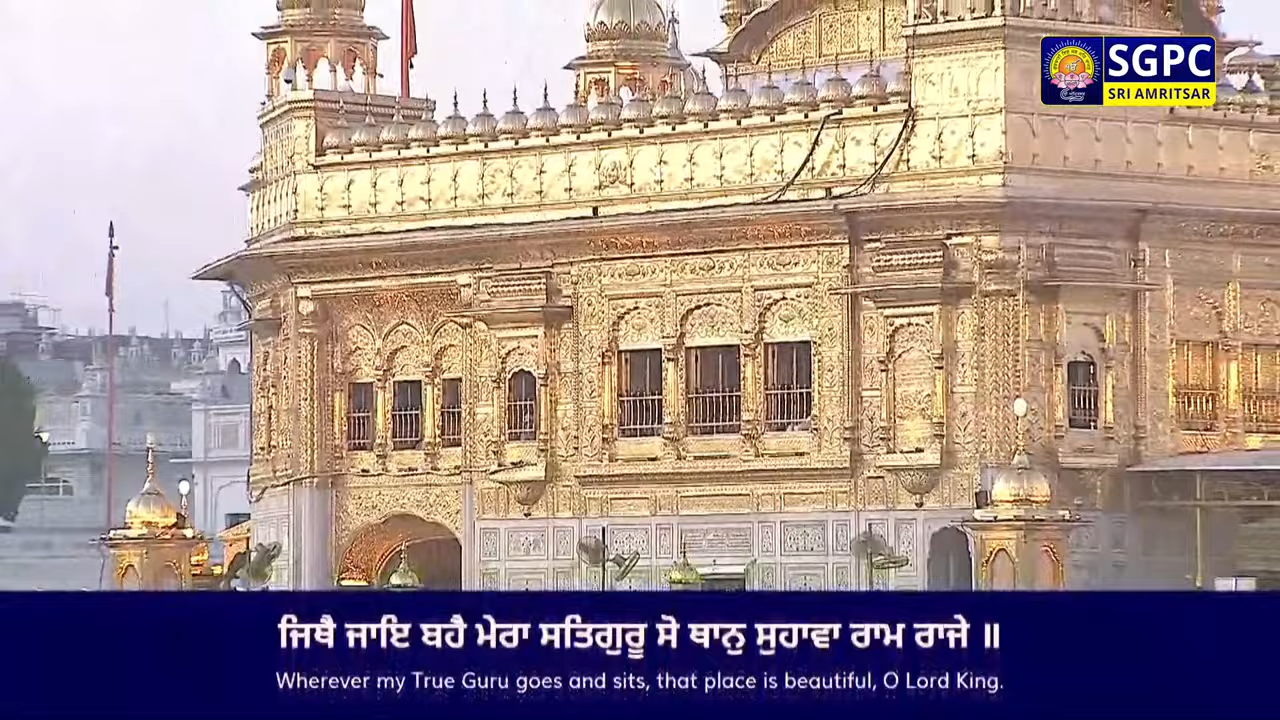 SGPC
SRI AMRITSAR
ਜਿਥੈ ਜਾਇ ਬਹੈ ਮੇਰਾ ਸਤਿਗੁਰੂ ਸੋ ਥਾਨੁ ਸੁਹਾਵਾ ਰਾਮ ਰਾਜੇ ॥
Wherever my True Guru goes and sits, that place is beautiful, O Lord King.